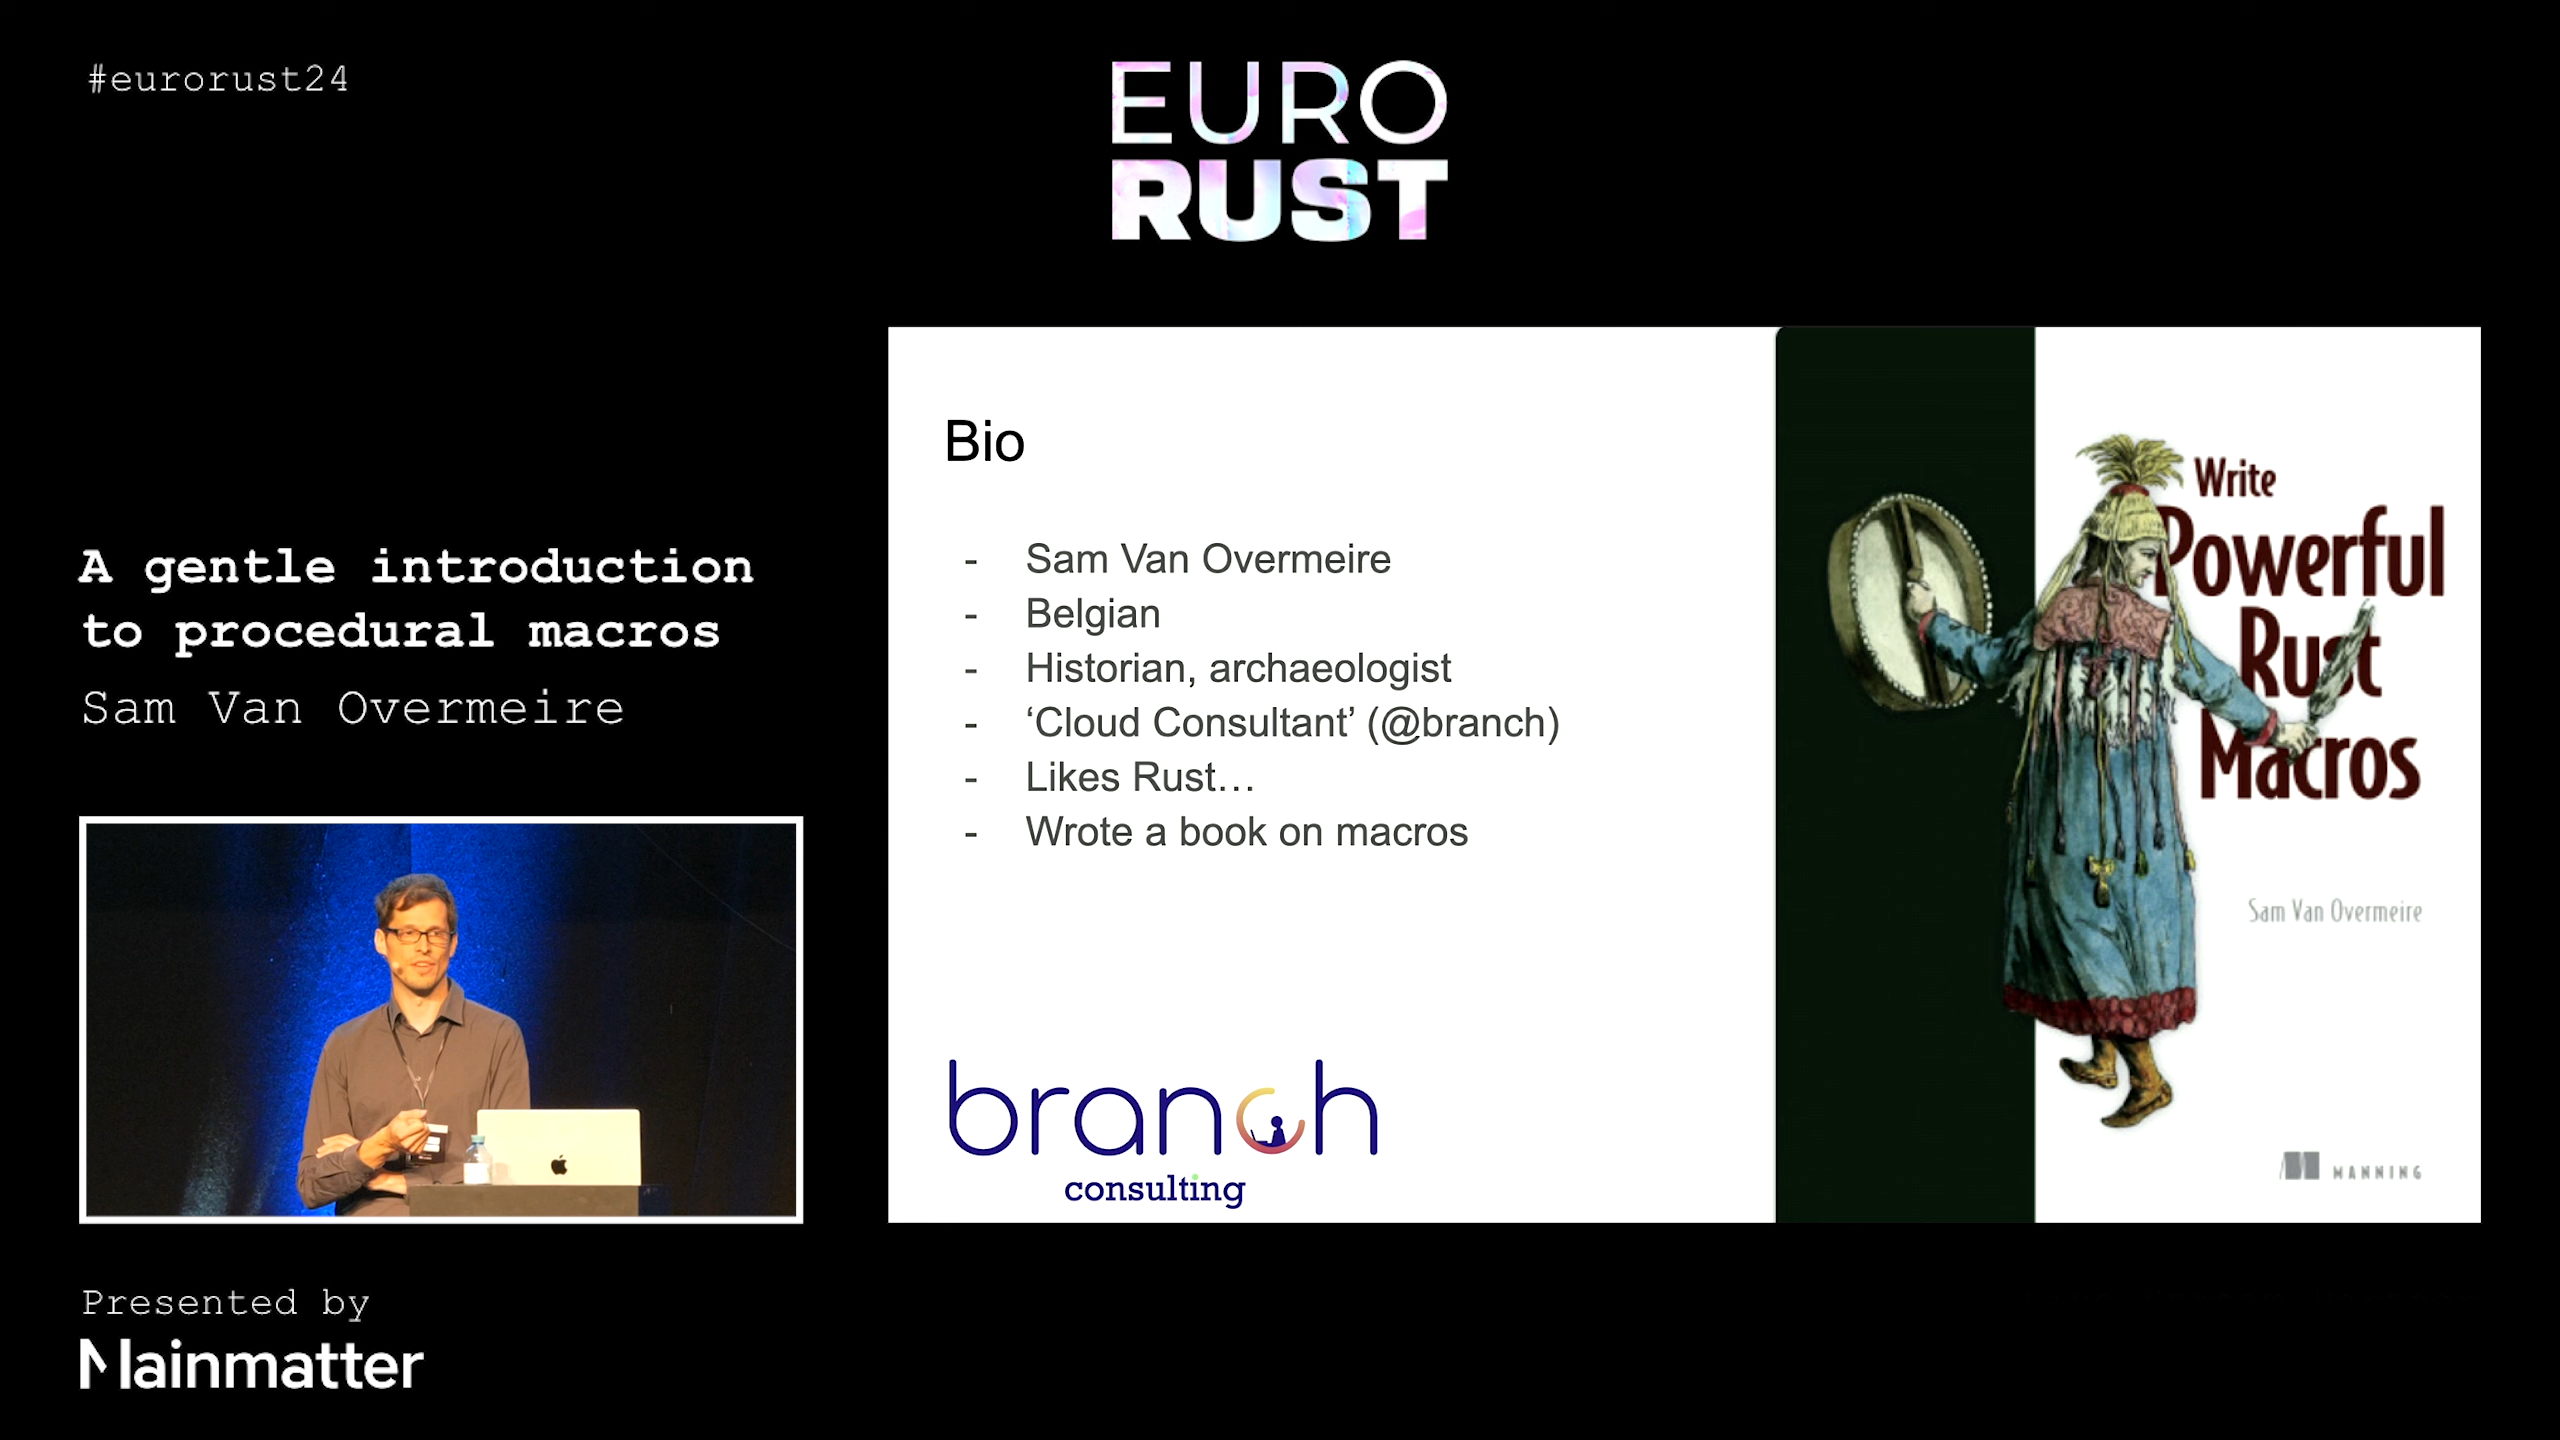 #eurorust24
EURO
RUST
A gentle introduction
to procedural macros
Sam Van Overmeire
Bio
- Sam Van Overmeire
- Belgian
- Historian, archaeologist
- ‘Cloud Consultant’ (@branch)
- Likes Rust…
- Wrote a book on macros
branch
consulting
Write
Powerful
Rust
Macros
Sam Van Overmeire
MANNING
Presented by
Mainmatter